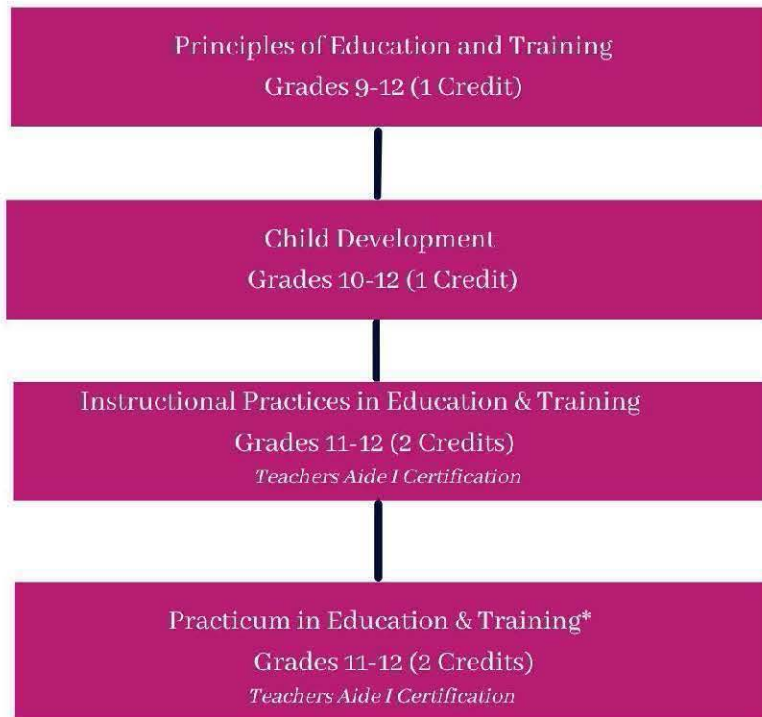 Principles of Education and Training
Grades 9-12 (1 Credit)
Child Development
Grades 10-12 (1 Credit)
Instructional Practices in Education & Training
Grades 11-12 (2 Credits)
Teachers Aide I Certification
Practicum in Education & Training*
Grades 11-12 (2 Credits)
Teachers Aide I Certification